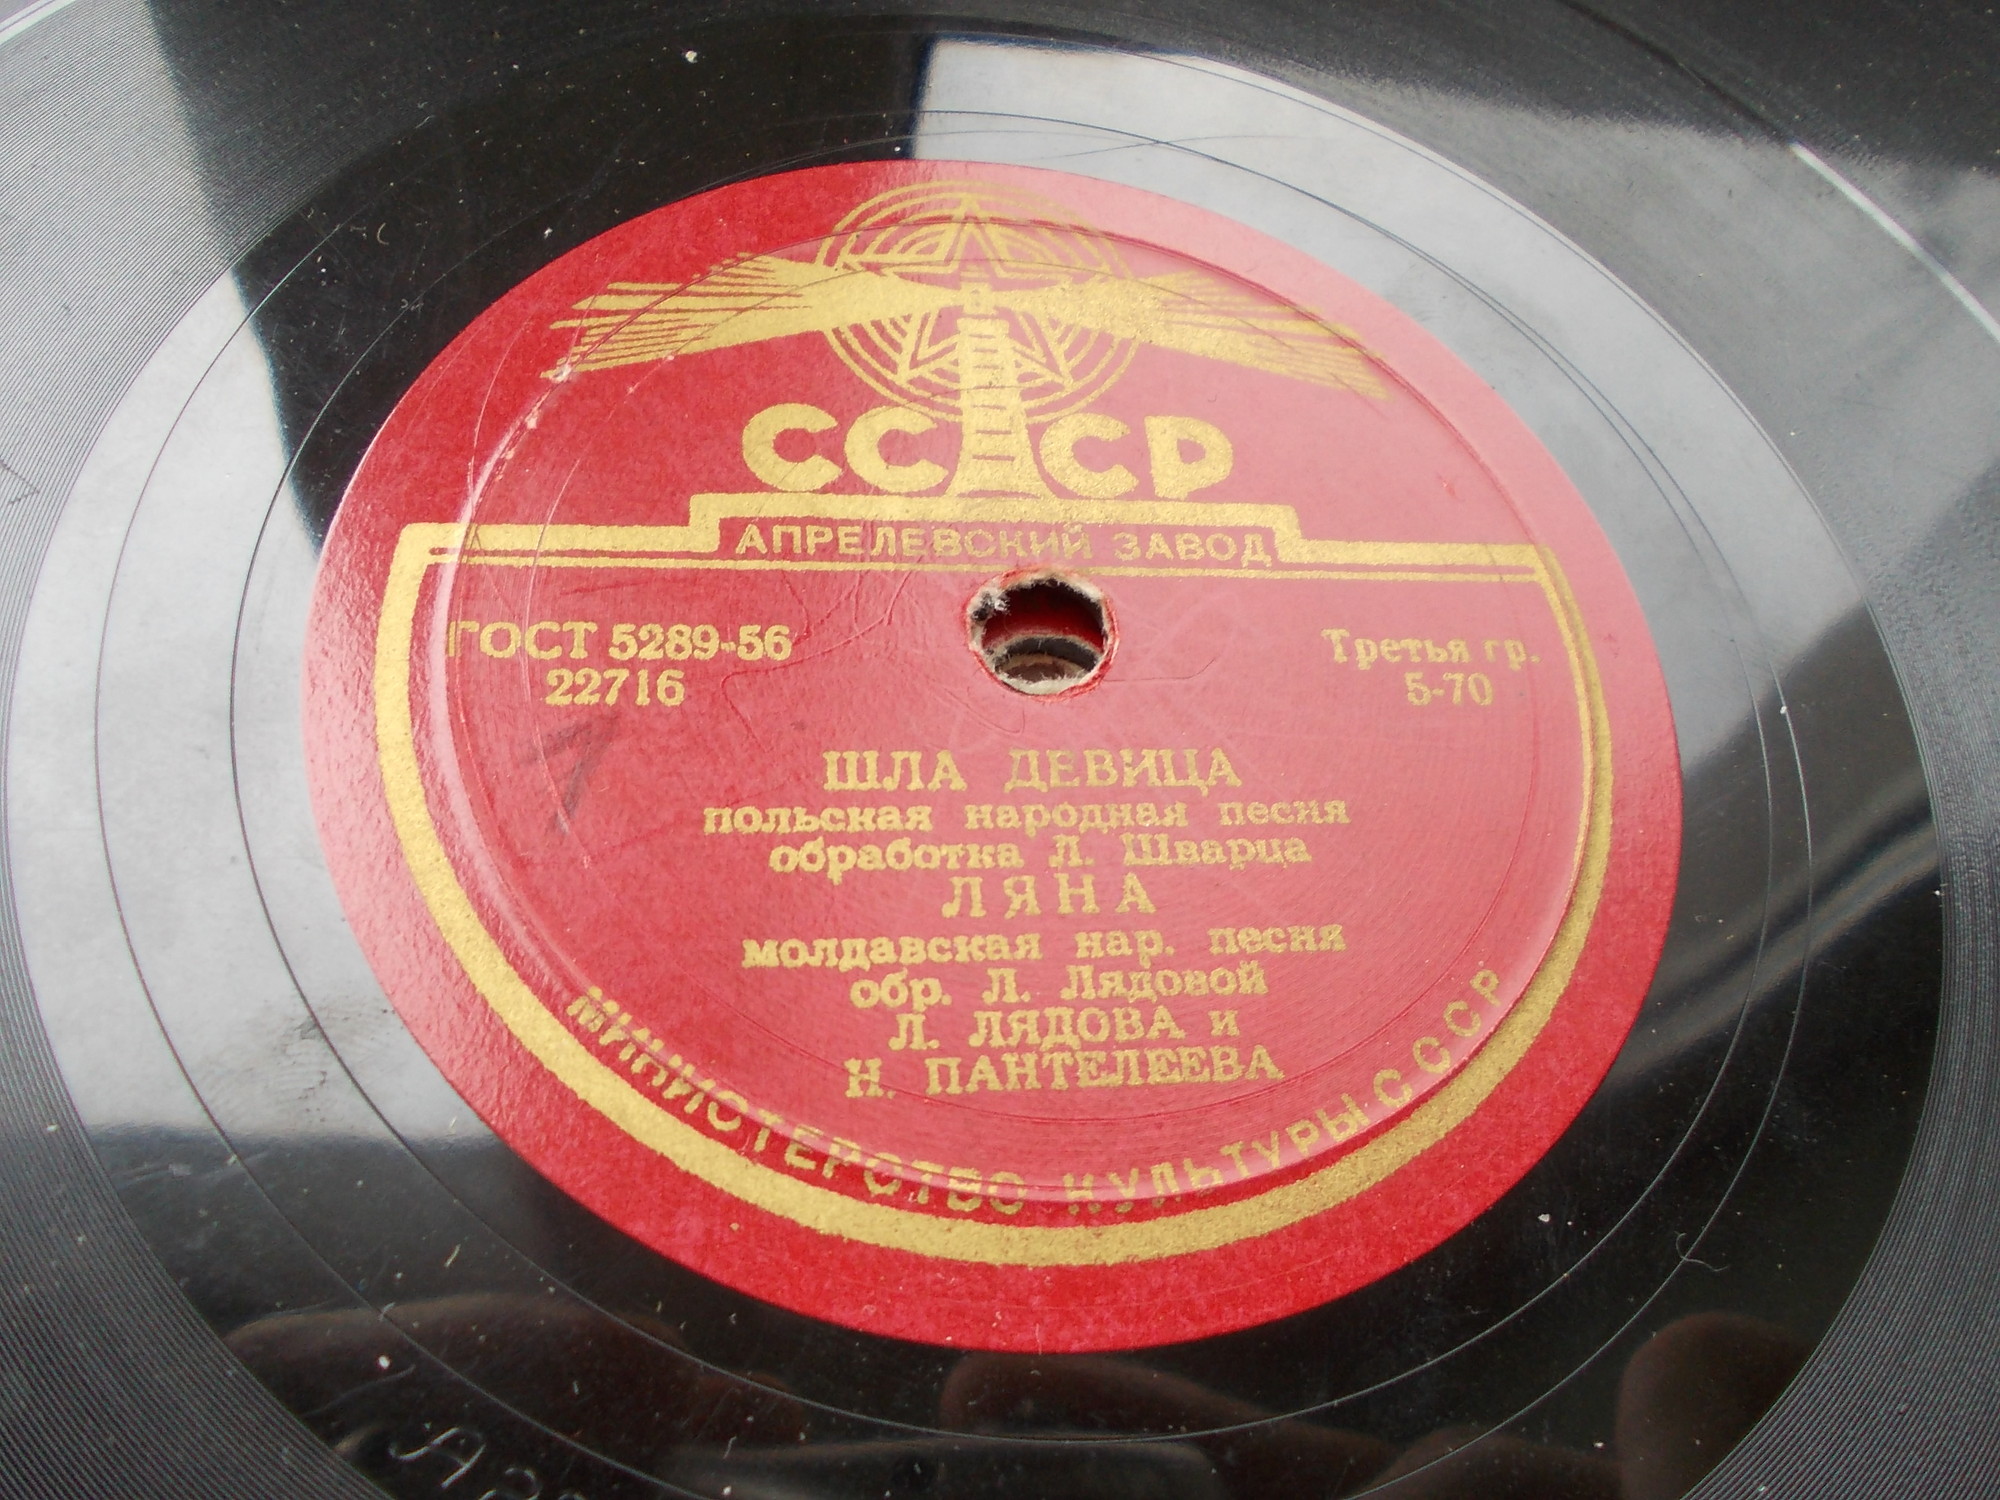 СССР
АПРЕЛЕВСКИЙ ЗАВОД
ГОСТ 5289-56
22716
Третья гр.
5-70
ШЛА ДЕВИЦА
польская народная песня
обработка Л. Шварца
ЛЯНА
молдавская нар. песня
обр. Л. Лядовой
Л. ЛЯДОВА и
Н. ПАНТЕЛЕЕВА
МИНИСТЕРСТВО КУЛЬТУРЫ СССР